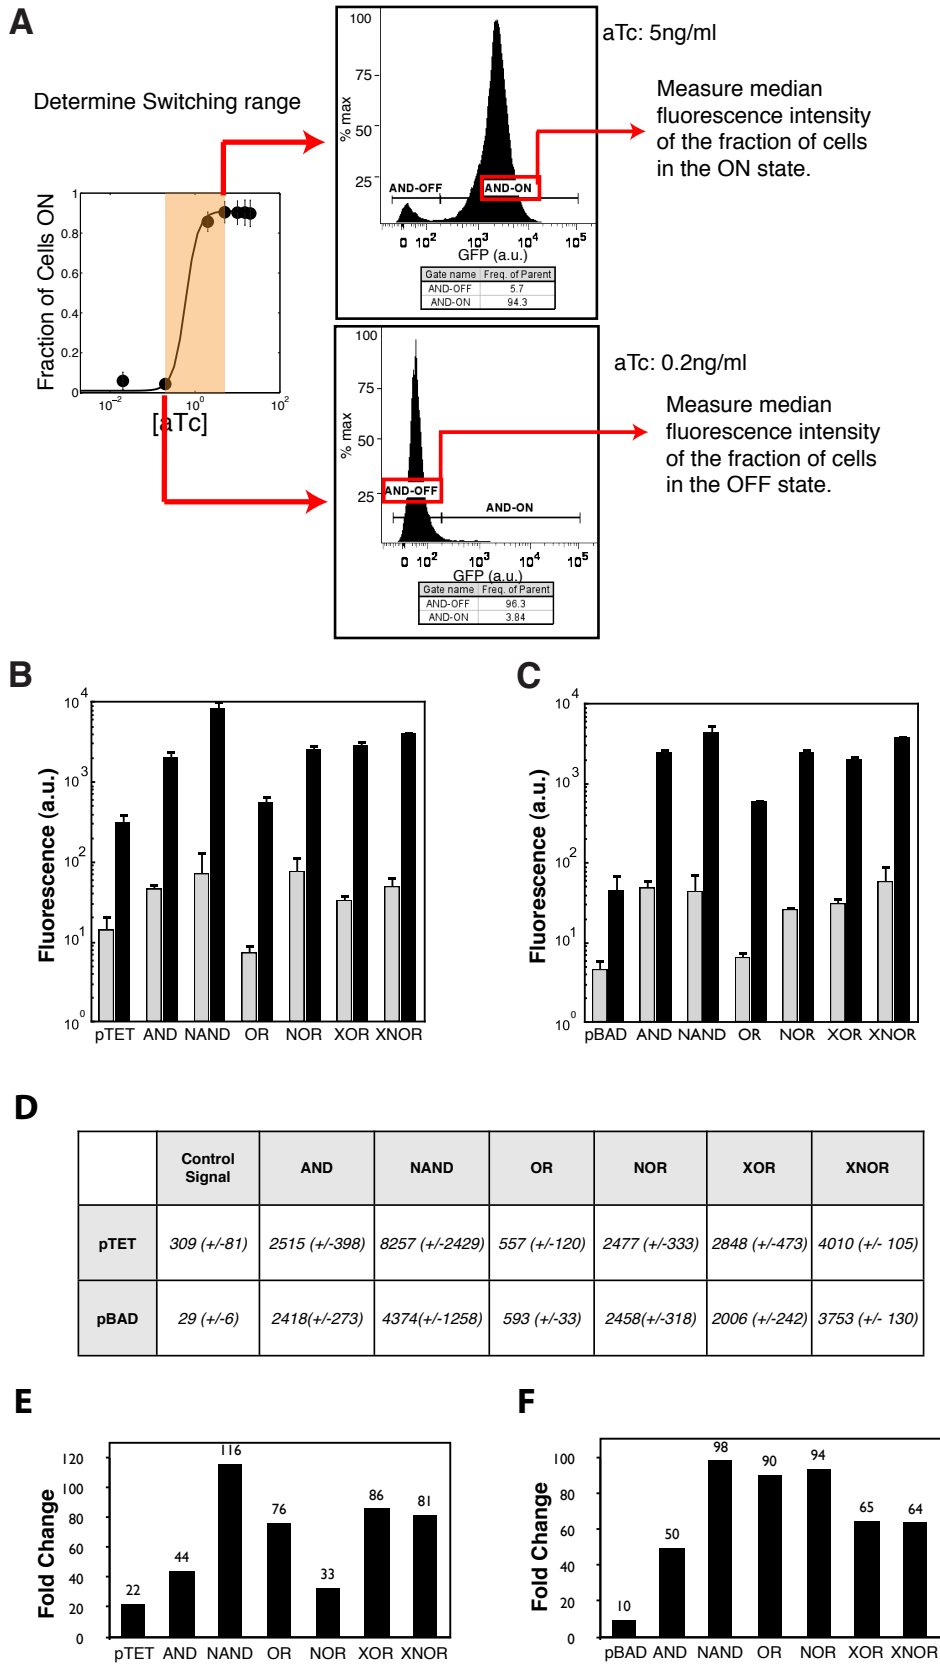 A
Determine Switching range
Fraction of Cells ON
1
0.8
0.6
0.4
0.2
0
10⁻²
10⁰
10²
[aTc]
aTc: 5ng/ml
% max
100
75
50
25
AND-OFF
AND-ON
0
10²
10³
10⁴
10⁵
GFP (a.u.)
Gate name Freq. of Parent
AND-OFF 5.7
AND-ON 94.3
Measure median
fluorescence intensity
of the fraction of cells
in the ON state.
aTc: 0.2ng/ml
% max
100
75
50
25
AND-OFF
AND-ON
0
10²
10³
10⁴
10⁵
GFP (a.u.)
Gate name Freq. of Parent
AND-OFF 96.3
AND-ON 3.84
Measure median
fluorescence intensity
of the fraction of cells
in the OFF state.
B
Fluorescence (a.u.)
10⁴
10³
10²
10¹
10⁰
pTET AND NAND OR NOR XOR XNOR
C
Fluorescence (a.u.)
10⁴
10³
10²
10¹
10⁰
pBAD AND NAND OR NOR XOR XNOR
D
Control
Signal
AND NAND OR NOR XOR XNOR
pTET 309 (+/-81) 2515 (+/-398) 8257 (+/-2429) 557 (+/-120) 2477 (+/-333) 2848 (+/-473) 4010 (+/- 105)
pBAD 29 (+/-6) 2418(+/-273) 4374(+/-1258) 593 (+/-33) 2458(+/-318) 2006 (+/-242) 3753 (+/- 130)
E
Fold Change
120
100
80
60
40
20
0
22 44 116 76 33 86 81
pTET AND NAND OR NOR XOR XNOR
F
Fold Change
100
80
60
40
20
0
10 50 98 90 94 65 64
pBAD AND NAND OR NOR XOR XNOR